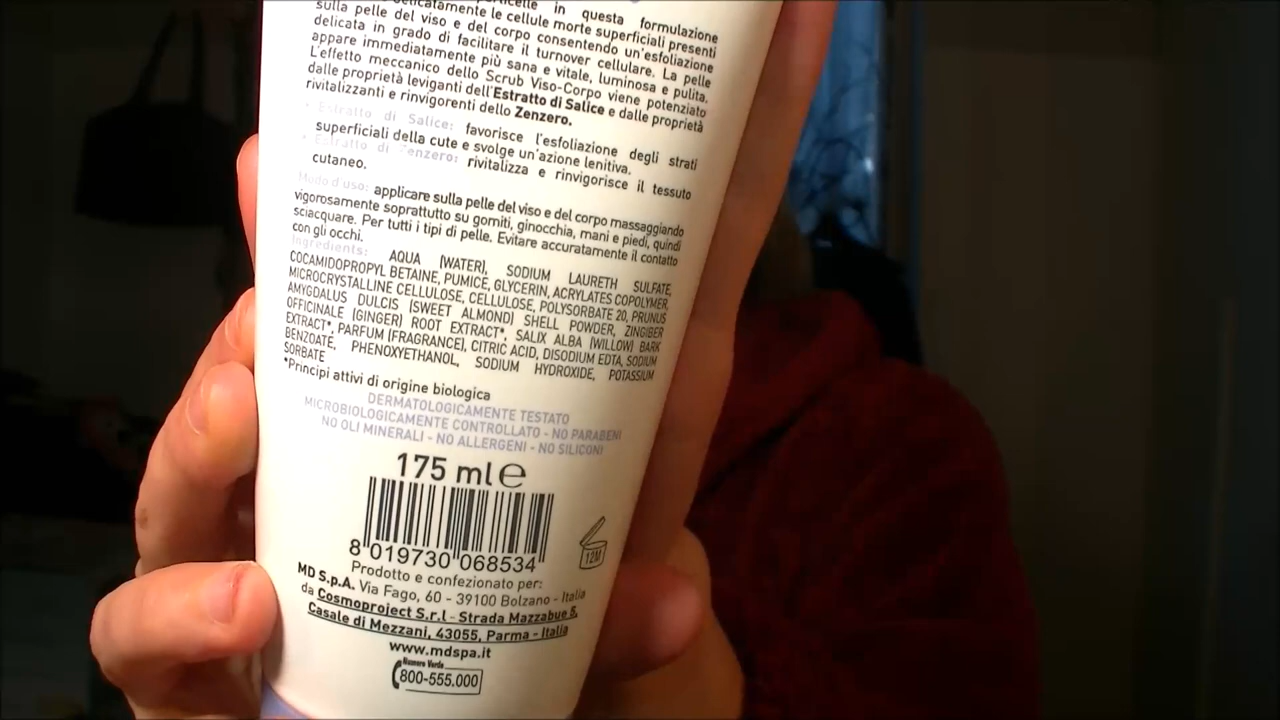 in questa formulazione
delicatamente le cellule morte superficiali presenti
sulla pelle del viso e del corpo consentendo un'esfoliazione
delicata in grado di facilitare il turnover cellulare. La pelle
appare immediatamente più sana e vitale, luminosa e pulita.
L'effetto meccanico dello Scrub Viso-Corpo viene potenziato
dalle proprietà leviganti dell'Estratto di Salice e dalle proprietà
rivitalizzanti e rinvigorenti dello Zenzero.
• Estratto di Salice: favorisce l'esfoliazione degli strati
superficiali della cute e svolge un'azione lenitiva.
• Estratto di Zenzero: rivitalizza e rinvigorisce il tessuto
cutaneo.
Modo d'uso: applicare sulla pelle del viso e del corpo massaggiando
vigorosamente soprattutto su gomiti, ginocchia, mani e piedi, quindi
sciacquare. Per tutti i tipi di pelle. Evitare accuratamente il contatto
con gli occhi.
Ingredients: AQUA (WATER), SODIUM LAURETH SULFATE,
COCAMIDOPROPYL BETAINE, PUMICE, GLYCERIN, ACRYLATES COPOLYMER,
MICROCRYSTALLINE CELLULOSE, CELLULOSE, POLYSORBATE 20, PRUNUS
AMYGDALUS DULCIS (SWEET ALMOND) SHELL POWDER, ZINGIBER
OFFICINALE (GINGER) ROOT EXTRACT*, SALIX ALBA (WILLOW) BARK
EXTRACT*, PARFUM (FRAGRANCE), CITRIC ACID, DISODIUM EDTA, SODIUM
BENZOATE, PHENOXYETHANOL, SODIUM HYDROXIDE, POTASSIUM
SORBATE
*Principi attivi di origine biologica
DERMATOLOGICAMENTE TESTATO
MICROBIOLOGICAMENTE CONTROLLATO - NO PARABENI
NO OLI MINERALI - NO ALLERGENI - NO SILICONI
175 ml e
12M
8 019730 068534
Prodotto e confezionato per:
MD S.p.A. Via Fago, 60 - 39100 Bolzano - Italia
da Cosmoproject S.r.l - Strada Mazzabue 5,
Casale di Mezzani, 43055, Parma - Italia
www.mdspa.it
Numero Verde
800-555.000